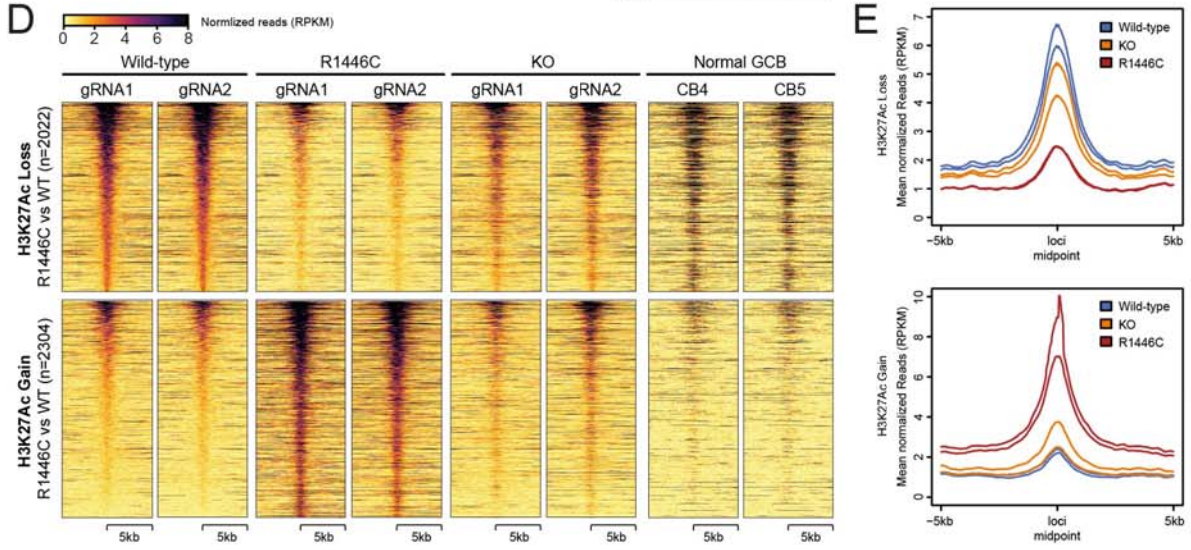 D
Normlized reads (RPKM)
0 2 4 6 8
Wild-type R1446C KO Normal GCB
gRNA1 gRNA2 gRNA1 gRNA2 gRNA1 gRNA2 CB4 CB5
H3K27Ac Loss
R1446C vs WT (n=2022)
H3K27Ac Gain
R1446C vs WT (n=2304)
5kb 5kb 5kb 5kb 5kb 5kb 5kb 5kb
E
H3K27Ac Loss
Mean normalized Reads (RPKM)
7
6
5
4
3
2
1
0
Wild-type
KO
R1446C
−5kb loci 5kb
midpoint
H3K27Ac Gain
Mean normalized Reads (RPKM)
10
8
6
4
2
0
Wild-type
KO
R1446C
−5kb loci 5kb
midpoint